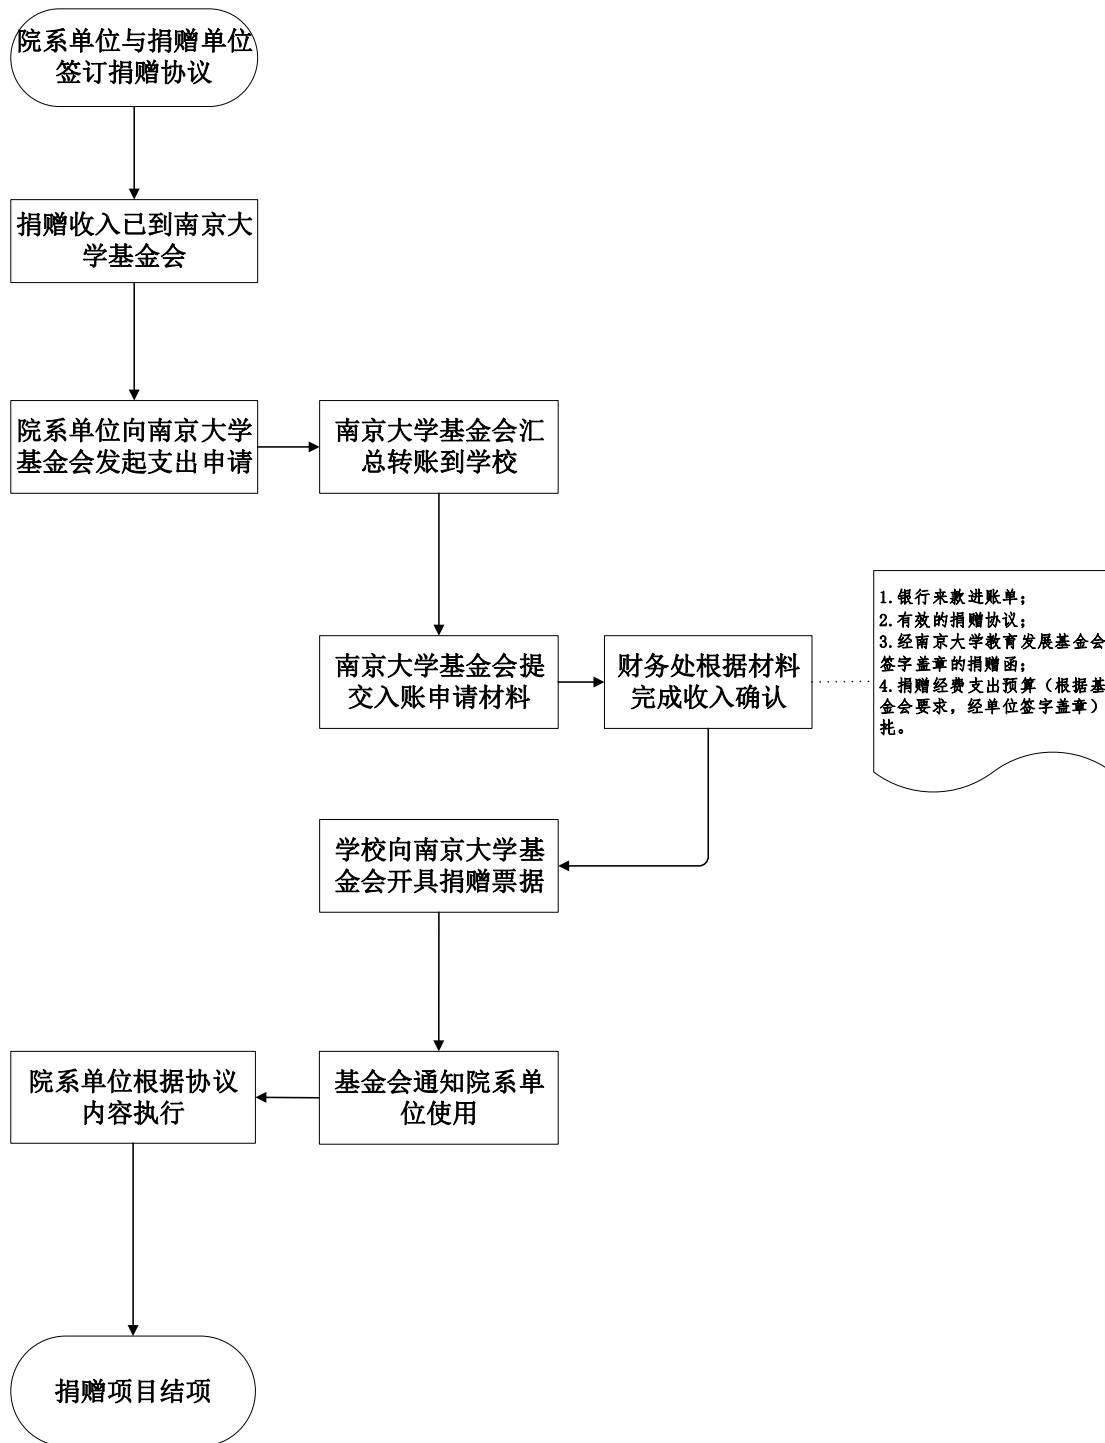 院系单位与捐赠单位
签订捐赠协议
捐赠收入已到南京大
学基金会
院系单位向南京大学
基金会发起支出申请
南京大学基金会汇
总转账到学校
南京大学基金会提
交入账申请材料
财务处根据材料
完成收入确认
1.银行来款进账单；
2.有效的捐赠协议；
3.经南京大学教育发展基金会
签字盖章的捐赠函；
4.捐赠经费支出预算（根据基
金会要求，经单位签字盖章）
扥。
学校向南京大学基
金会开具捐赠票据
基金会通知院系单
位使用
院系单位根据协议
内容执行
捐赠项目结项